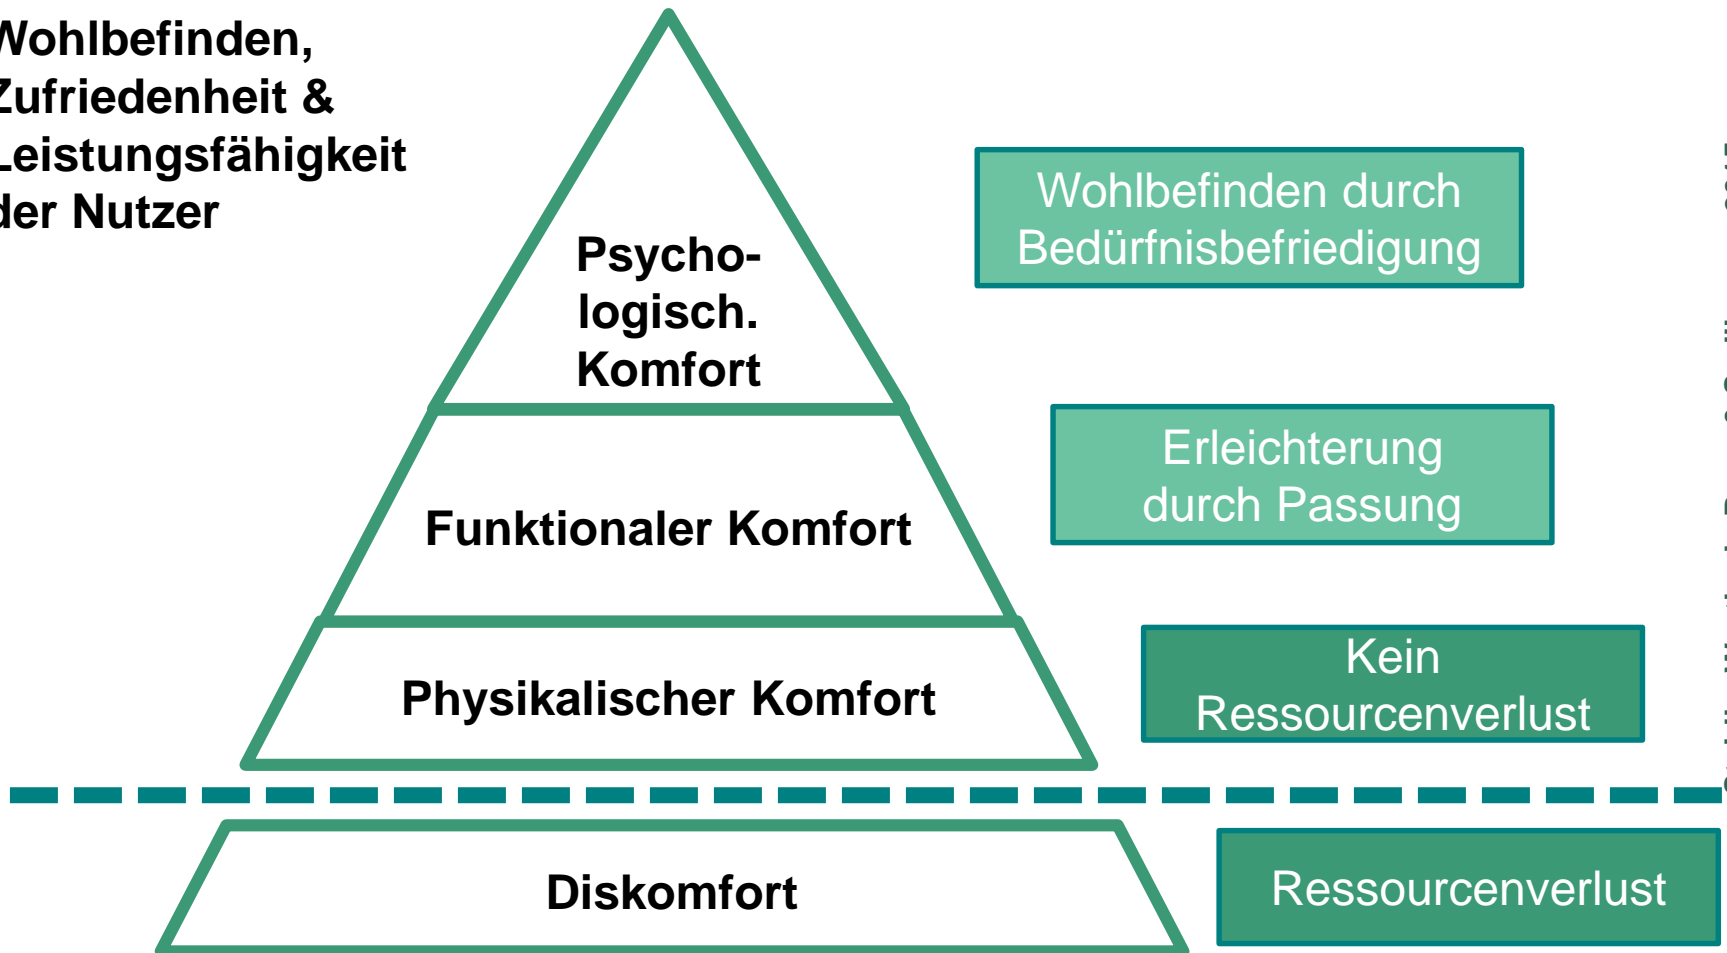 Wohlbefinden,
Zufriedenheit &
Leistungsfähigkeit
der Nutzer
Psycho-
logisch.
Komfort
Wohlbefinden durch
Bedürfnisbefriedigung
Funktionaler Komfort
Erleichterung
durch Passung
Physikalischer Komfort
Kein
Ressourcenverlust
Diskomfort
Ressourcenverlust